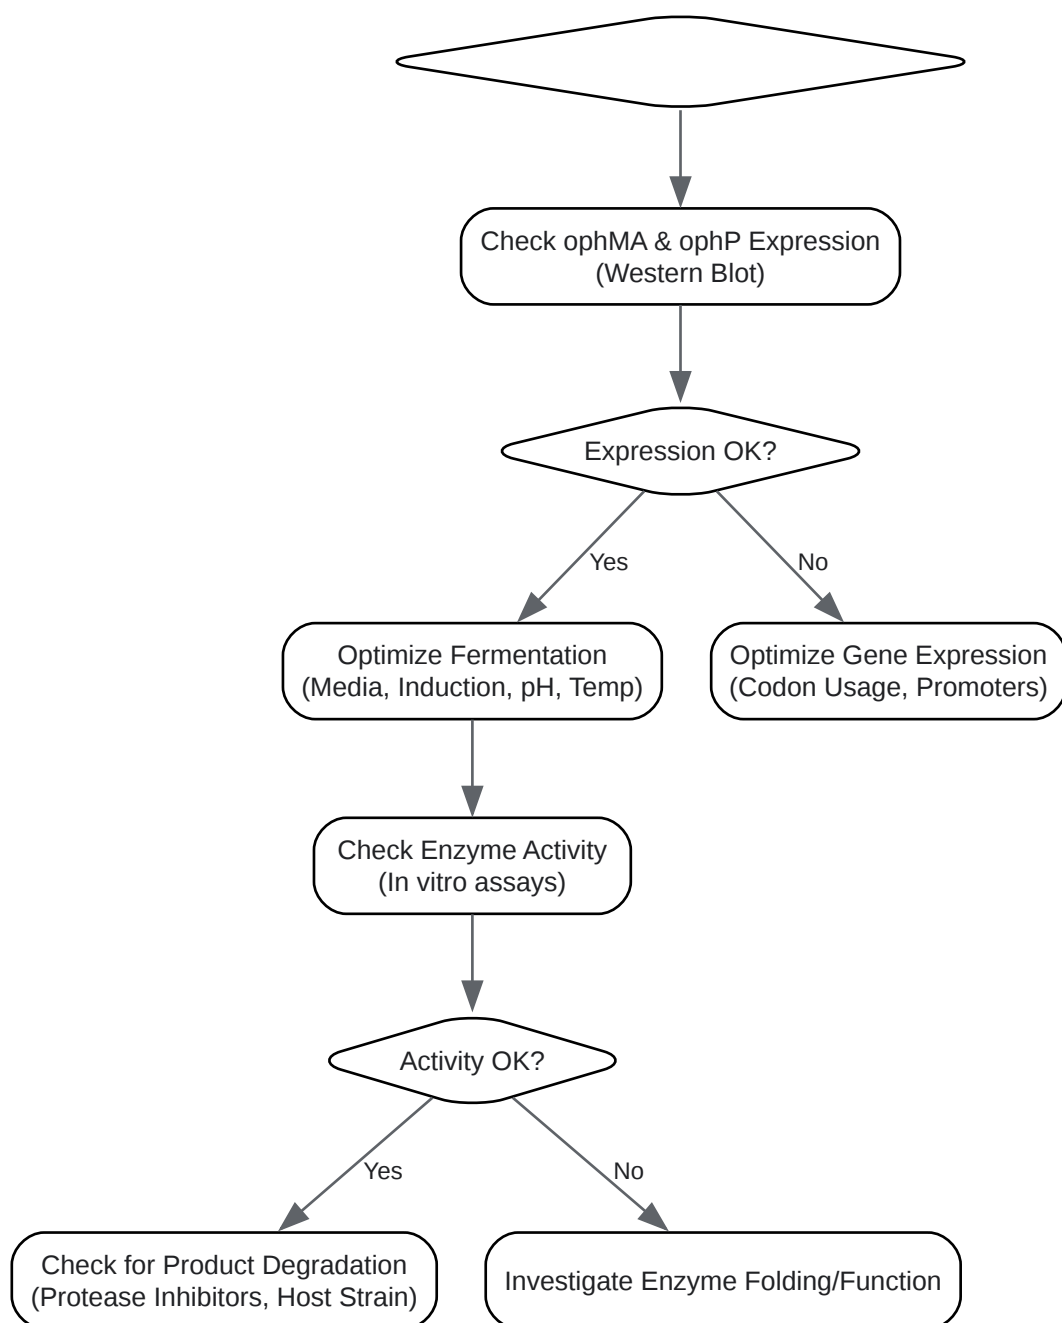 Check ophMA & ophP Expression
(Western Blot)
Expression OK?
Yes
No
Optimize Fermentation
(Media, Induction, pH, Temp)
Optimize Gene Expression
(Codon Usage, Promoters)
Check Enzyme Activity
(In vitro assays)
Activity OK?
Yes
No
Check for Product Degradation
(Protease Inhibitors, Host Strain)
Investigate Enzyme Folding/Function